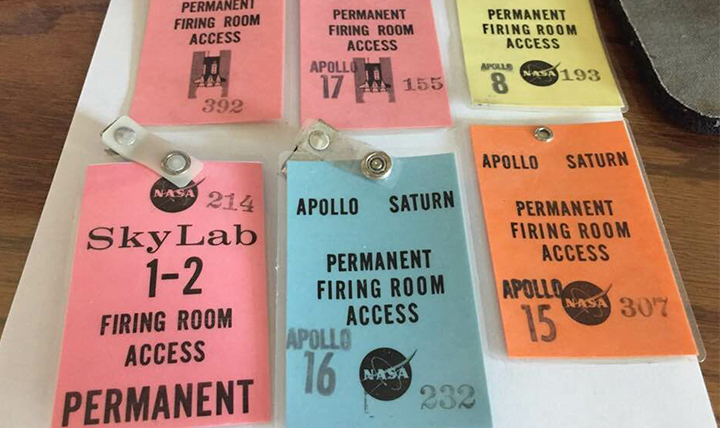 PERMANENT
FIRING ROOM
ACCESS
392
PERMANENT
FIRING ROOM
ACCESS
APOLLO
17
155
PERMANENT
FIRING ROOM
ACCESS
APOLLO
8
NASA
193
NASA
214
SkyLab
1-2
FIRING ROOM
ACCESS
PERMANENT
APOLLO SATURN
PERMANENT
FIRING ROOM
ACCESS
APOLLO
16
NASA
232
APOLLO SATURN
PERMANENT
FIRING ROOM
ACCESS
APOLLO
15
NASA
307